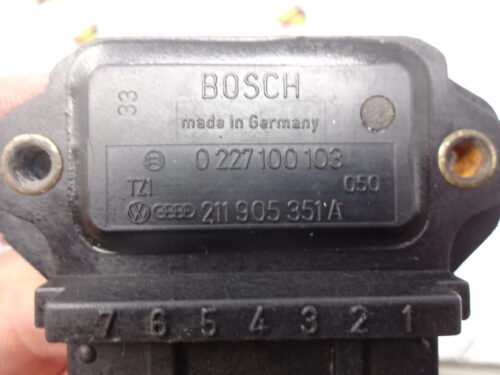 33
BOSCH
made in Germany
0 227 100 103
TZI 050
211 905 351 A
7 6 5 4 3 2 1